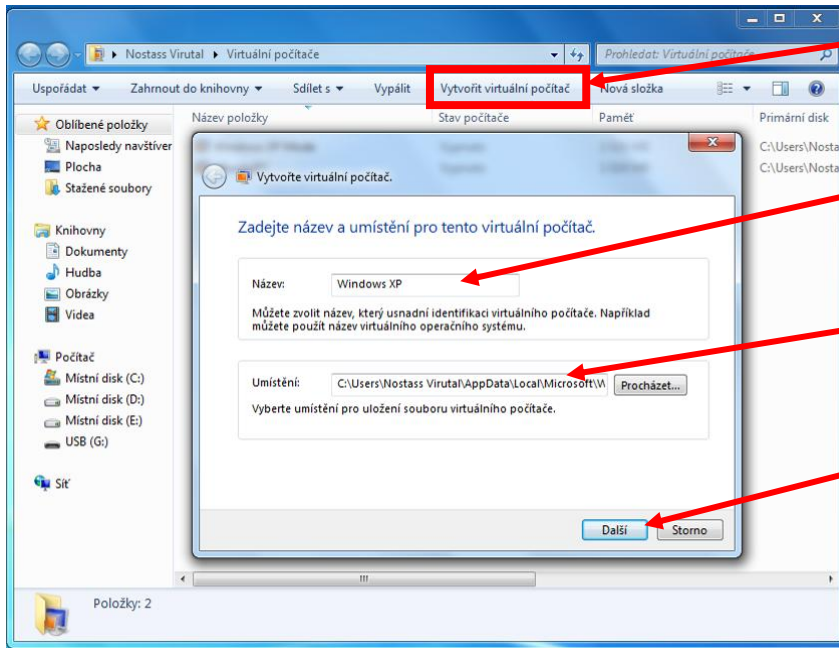 Nostass Virutal ▸ Virtuální počítače
Prohledat: Virtuální počítače
Uspořádat Zahrnout do knihovny Sdílet s Vypálit Vytvořit virtuální počítač Nová složka
Název položky Stav počítače Paměť Primární disk
C:\Users\Nosta
C:\Users\Nosta
Oblíbené položky
Naposledy navštíver
Plocha
Stažené soubory
Knihovny
Dokumenty
Hudba
Obrázky
Videa
Počítač
Místní disk (C:)
Místní disk (D:)
Místní disk (E:)
USB (G:)
Síť
Vytvořte virtuální počítač.
Zadejte název a umístění pro tento virtuální počítač.
Název: Windows XP
Můžete zvolit název, který usnadní identifikaci virtuálního počítače. Například
můžete použít název virtuálního operačního systému.
Umístění: C:\Users\Nostass Virutal\AppData\Local\Microsoft\W Procházet...
Vyberte umístění pro uložení souboru virtuálního počítače.
Další Storno
Položky: 2